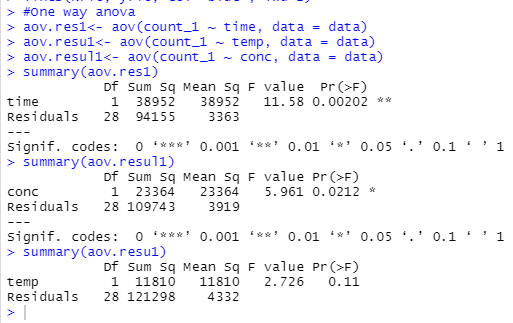 > #One way anova
> aov.res1<- aov(count_1 ~ time, data = data)
> aov.resu1<- aov(count_1 ~ temp, data = data)
> aov.resul1<- aov(count_1 ~ conc, data = data)
> summary(aov.res1)
            Df Sum Sq Mean Sq F value  Pr(>F)
time         1  38952   38952   11.58 0.00202 **
Residuals   28  94155    3363
---
Signif. codes:  0 ‘***’ 0.001 ‘**’ 0.01 ‘*’ 0.05 ‘.’ 0.1 ‘ ’ 1
> summary(aov.resul1)
            Df Sum Sq Mean Sq F value Pr(>F)
conc         1  23364   23364   5.961 0.0212 *
Residuals   28 109743    3919
---
Signif. codes:  0 ‘***’ 0.001 ‘**’ 0.01 ‘*’ 0.05 ‘.’ 0.1 ‘ ’ 1
> summary(aov.resu1)
            Df Sum Sq Mean Sq F value Pr(>F)
temp         1  11810   11810   2.726   0.11
Residuals   28 121298    4332
>